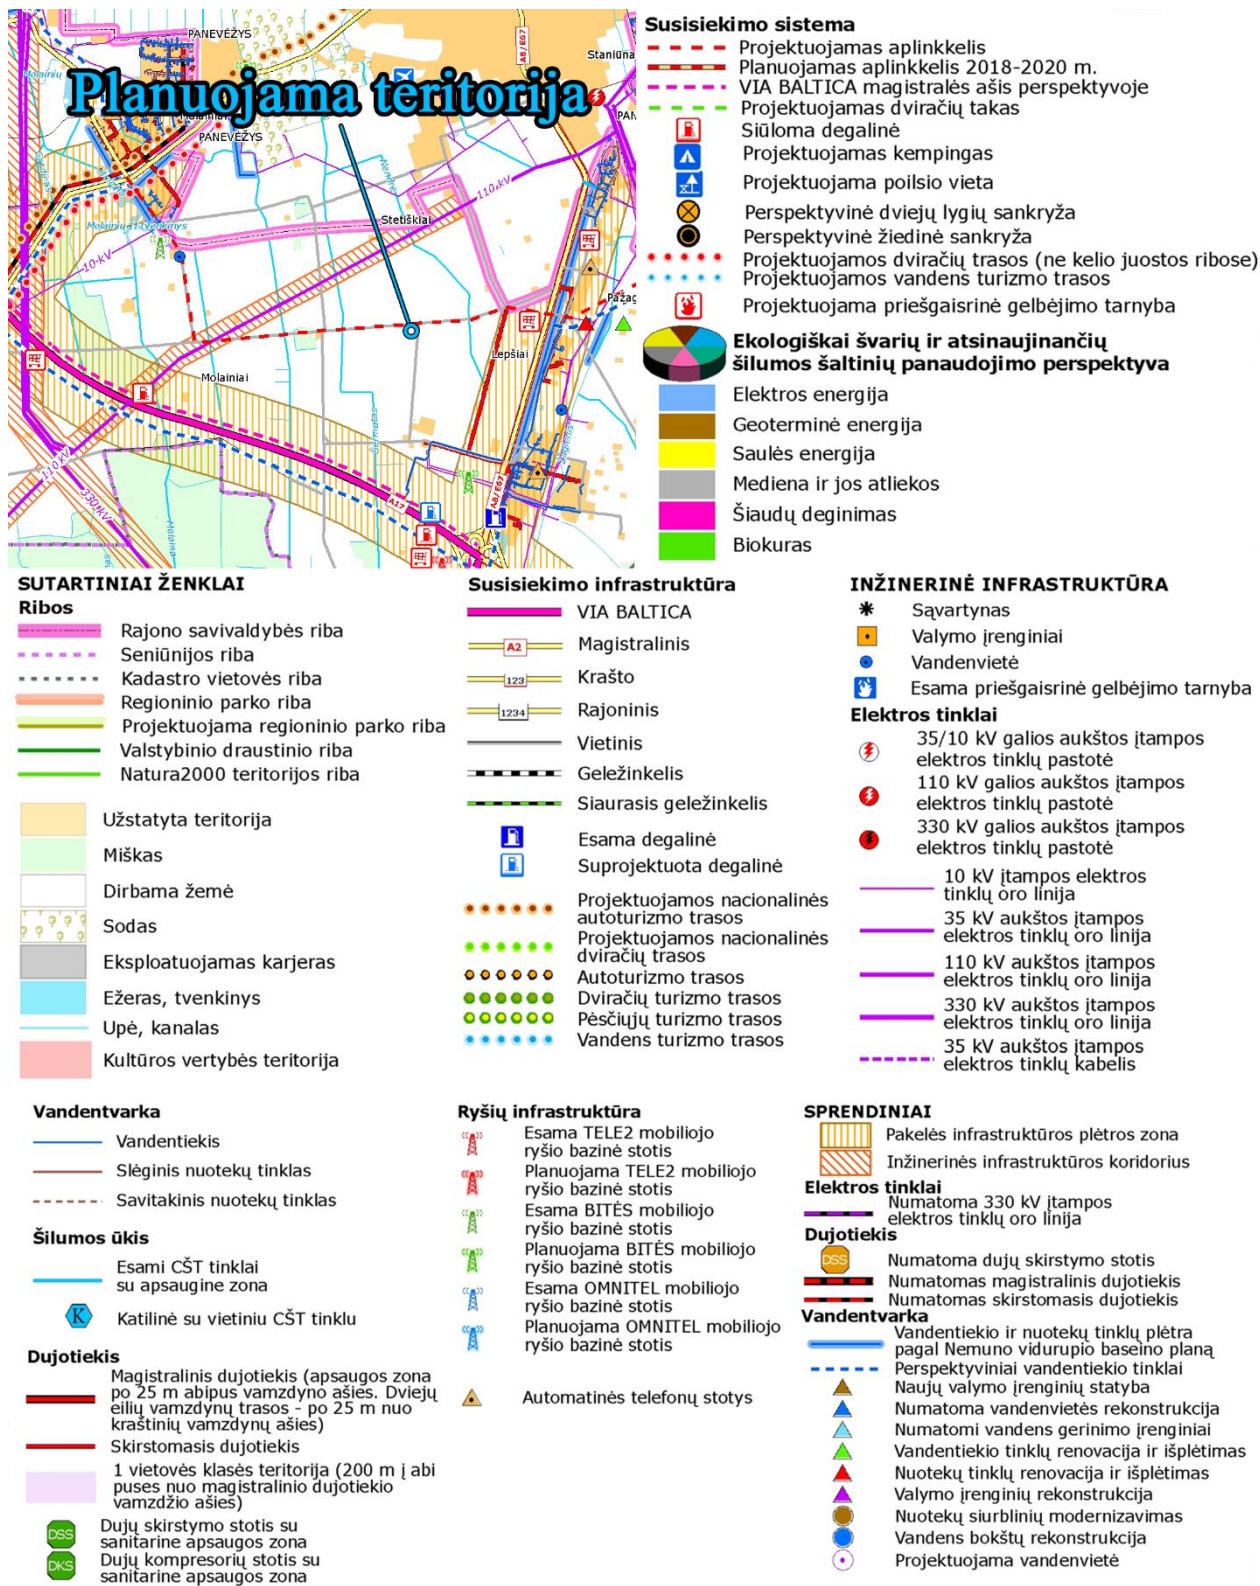 PANEVĖŽYS
A8/E67
Staniūna
Molainių
Planuojama teritorija
Molainiai
PANEVĖŽYS
PAN
Nendrė
110 kV
Stetiškiai
Molainių I tvenkinys
10 kV
Pažag
Lepšiai
Molainiai
Šermutas
110 kV
330 kV
A17
A8/E67
Molaina
Susisiekimo sistema
Projektuojamas aplinkkelis
Planuojamas aplinkkelis 2018-2020 m.
VIA BALTICA magistralės ašis perspektyvoje
Projektuojamas dviračių takas
Siūloma degalinė
Projektuojamas kempingas
Projektuojama poilsio vieta
Perspektyvinė dviejų lygių sankryža
Perspektyvinė žiedinė sankryža
Projektuojamos dviračių trasos (ne kelio juostos ribose)
Projektuojamos vandens turizmo trasos
Projektuojama priešgaisrinė gelbėjimo tarnyba
Ekologiškai švarių ir atsinaujinančių
šilumos šaltinių panaudojimo perspektyva
Elektros energija
Geoterminė energija
Saulės energija
Mediena ir jos atliekos
Šiaudų deginimas
Biokuras
SUTARTINIAI ŽENKLAI
Ribos
Rajono savivaldybės riba
Seniūnijos riba
Kadastro vietovės riba
Regioninio parko riba
Projektuojama regioninio parko riba
Valstybinio draustinio riba
Natura2000 teritorijos riba
Užstatyta teritorija
Miškas
Dirbama žemė
Sodas
Eksploatuojamas karjeras
Ežeras, tvenkinys
Upė, kanalas
Kultūros vertybės teritorija
Susisiekimo infrastruktūra
VIA BALTICA
A2 Magistralinis
123 Krašto
1234 Rajoninis
Vietinis
Geležinkelis
Siaurasis geležinkelis
Esama degalinė
Suprojektuota degalinė
Projektuojamos nacionalinės
autoturizmo trasos
Projektuojamos nacionalinės
dviračių trasos
Autoturizmo trasos
Dviračių turizmo trasos
Pėsčiųjų turizmo trasos
Vandens turizmo trasos
INŽINERINĖ INFRASTRUKTŪRA
Sąvartynas
Valymo įrenginiai
Vandenvietė
Esama priešgaisrinė gelbėjimo tarnyba
Elektros tinklai
35/10 kV galios aukštos įtampos
elektros tinklų pastotė
110 kV galios aukštos įtampos
elektros tinklų pastotė
330 kV galios aukštos įtampos
elektros tinklų pastotė
10 kV įtampos elektros
tinklų oro linija
35 kV aukštos įtampos
elektros tinklų oro linija
110 kV aukštos įtampos
elektros tinklų oro linija
330 kV aukštos įtampos
elektros tinklų oro linija
35 kV aukštos įtampos
elektros tinklų kabelis
Vandentvarka
Vandentiekis
Slėginis nuotekų tinklas
Savitakinis nuotekų tinklas
Šilumos ūkis
Esami CŠT tinklai
su apsaugine zona
K Katilinė su vietiniu CŠT tinklu
Dujotiekis
Magistralinis dujotiekis (apsaugos zona
po 25 m abipus vamzdyno ašies. Dviejų
eilių vamzdynų trasos - po 25 m nuo
kraštinių vamzdynų ašies)
Skirstomasis dujotiekis
1 vietovės klasės teritorija (200 m į abi
puses nuo magistralinio dujotiekio
vamzdžio ašies)
DSS Dujų skirstymo stotis su
sanitarine apsaugos zona
DKS Dujų kompresorių stotis su
sanitarine apsaugos zona
Ryšių infrastruktūra
Esama TELE2 mobiliojo
ryšio bazinė stotis
Planuojama TELE2 mobiliojo
ryšio bazinė stotis
Esama BITĖS mobiliojo
ryšio bazinė stotis
Planuojama BITĖS mobiliojo
ryšio bazinė stotis
Esama OMNITEL mobiliojo
ryšio bazinė stotis
Planuojama OMNITEL mobiliojo
ryšio bazinė stotis
Automatinės telefonų stotys
SPRENDINIAI
Pakelės infrastruktūros plėtros zona
Inžinerinės infrastruktūros koridorius
Elektros tinklai
Numatoma 330 kV įtampos
elektros tinklų oro linija
Dujotiekis
DSS Numatoma dujų skirstymo stotis
Numatomas magistralinis dujotiekis
Numatomas skirstomasis dujotiekis
Vandentvarka
Vandentiekio ir nuotekų tinklų plėtra
pagal Nemuno vidurupio baseino planą
Perspektyviniai vandentiekio tinklai
Naujų valymo įrenginių statyba
Numatoma vandenvietės rekonstrukcija
Numatomi vandens gerinimo įrenginiai
Vandentiekio tinklų renovacija ir išplėtimas
Nuotekų tinklų renovacija ir išplėtimas
Valymo įrenginių rekonstrukcija
Nuotekų siurblinių modernizavimas
Vandens bokštų rekonstrukcija
Projektuojama vandenvietė